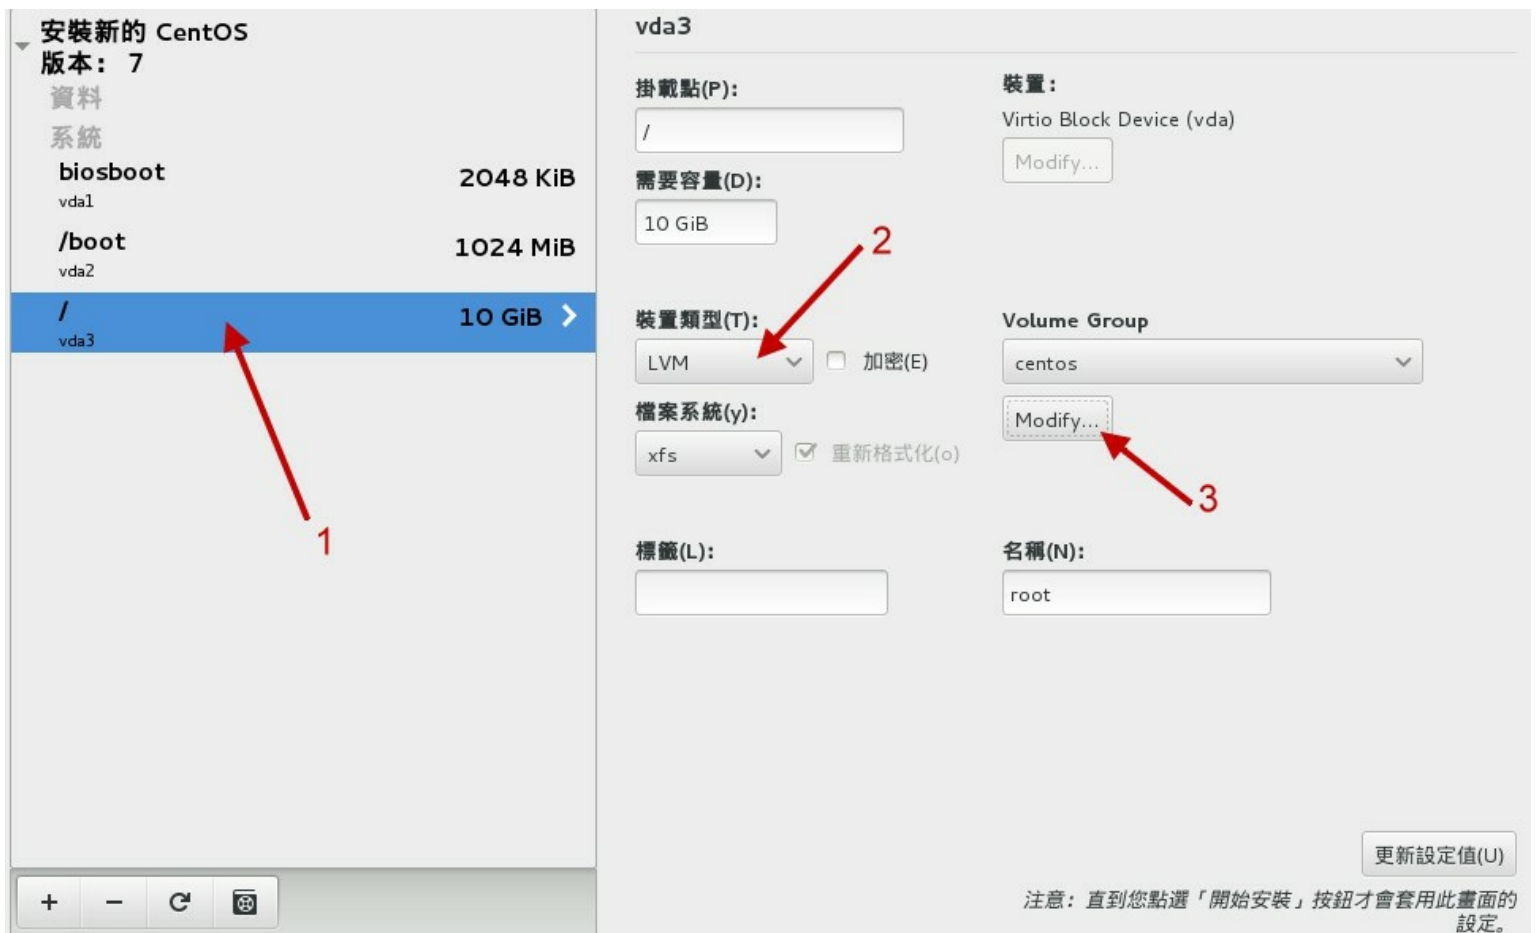 安裝新的 CentOS
版本： 7
資料
系統
biosboot
2048 KiB
vda1
/boot
1024 MiB
vda2
/
10 GiB
vda3
1
vda3
掛載點(P)：
/
裝置：
Virtio Block Device (vda)
Modify...
需要容量(D)：
10 GiB
2
裝置類型(T)：
LVM
加密(E)
Volume Group
centos
Modify...
3
檔案系統(y)：
xfs
重新格式化(o)
標籤(L)：
名稱(N)：
root
更新設定值(U)
注意：直到您點選「開始安裝」按鈕才會套用此畫面的
設定。